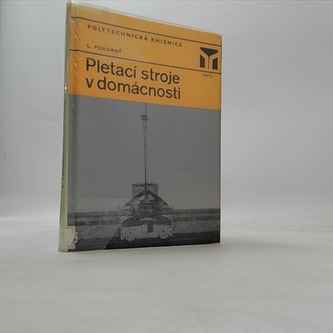 POLYTECHNICKÁ KNIŽNICE
L. POKORNÝ
Pletací stroje
v domácnosti
SNTL